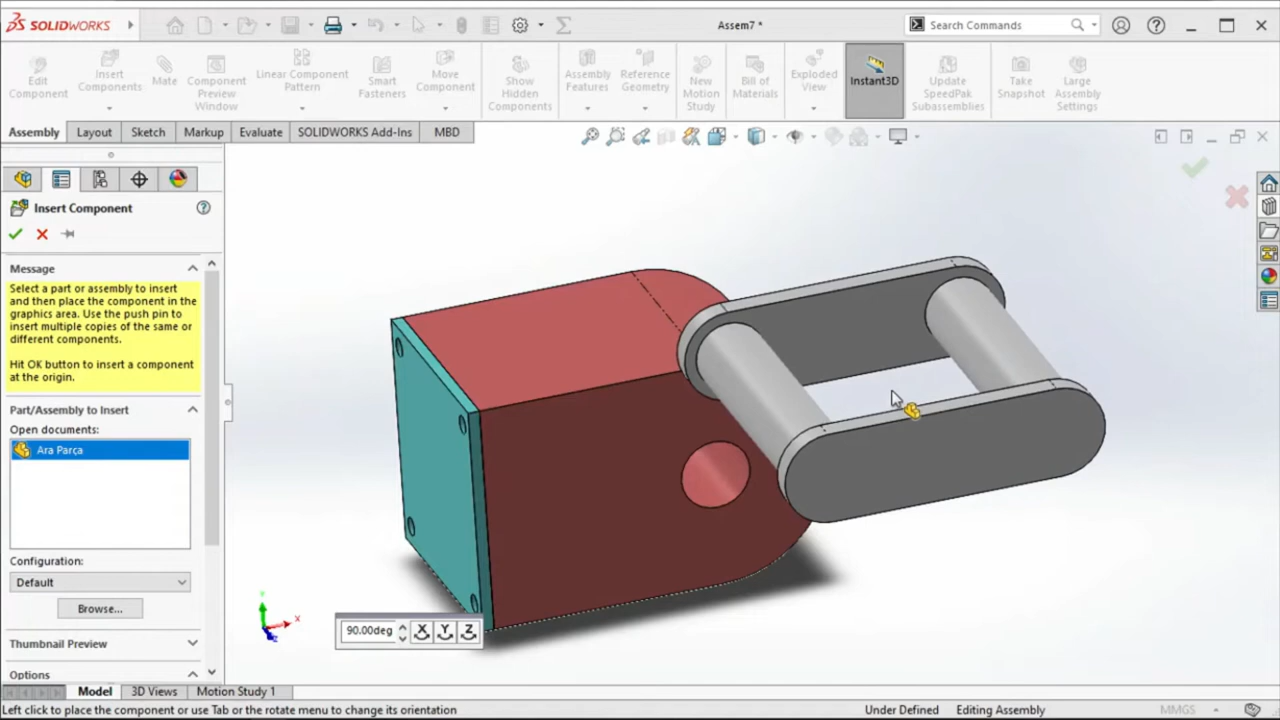 SOLIDWORKS
Assem7 *
Search Commands
Edit
Component
Insert
Components
Mate
Component
Preview
Window
Linear Component
Pattern
Smart
Fasteners
Move
Component
Show
Hidden
Components
Assembly
Features
Reference
Geometry
New
Motion
Study
Bill of
Materials
Exploded
View
Instant3D
Update
SpeedPak
Subassemblies
Take
Snapshot
Large
Assembly
Settings
Assembly
Layout
Sketch
Markup
Evaluate
SOLIDWORKS Add-Ins
MBD
Insert Component
Message
Select a part or assembly to
insert and then place the
component in the
graphics area. Use the push pin to
insert multiple copies of the same or
different components.
Hit OK button to insert a component
at the origin.
Part/Assembly to Insert
Open documents:
Ara Parça
Configuration:
Default
Browse...
Thumbnail Preview
Options
90.00deg
X
Y
Z
X
Model
3D Views
Motion Study 1
Left click to place the component or use Tab or the rotate menu to change its orientation
Under Defined
Editing Assembly
MMGS